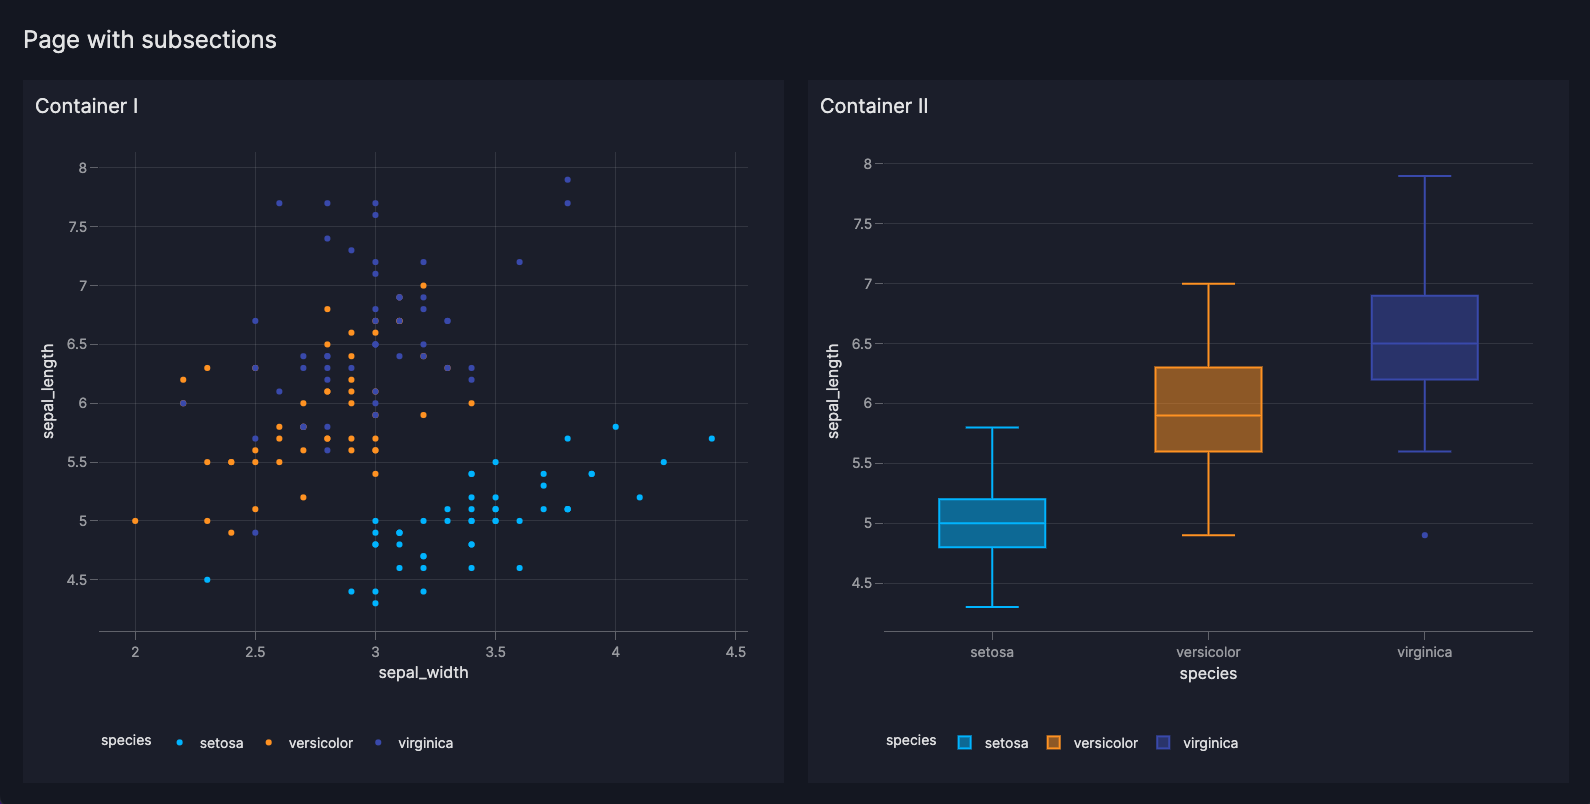 Page with subsections
Container I
8
7.5
7
6.5
6
5.5
5
4.5
sepal_length
2 2.5 3 3.5 4 4.5
sepal_width
species setosa versicolor virginica
Container II
8
7.5
7
6.5
6
5.5
5
4.5
sepal_length
setosa versicolor virginica
species
species setosa versicolor virginica